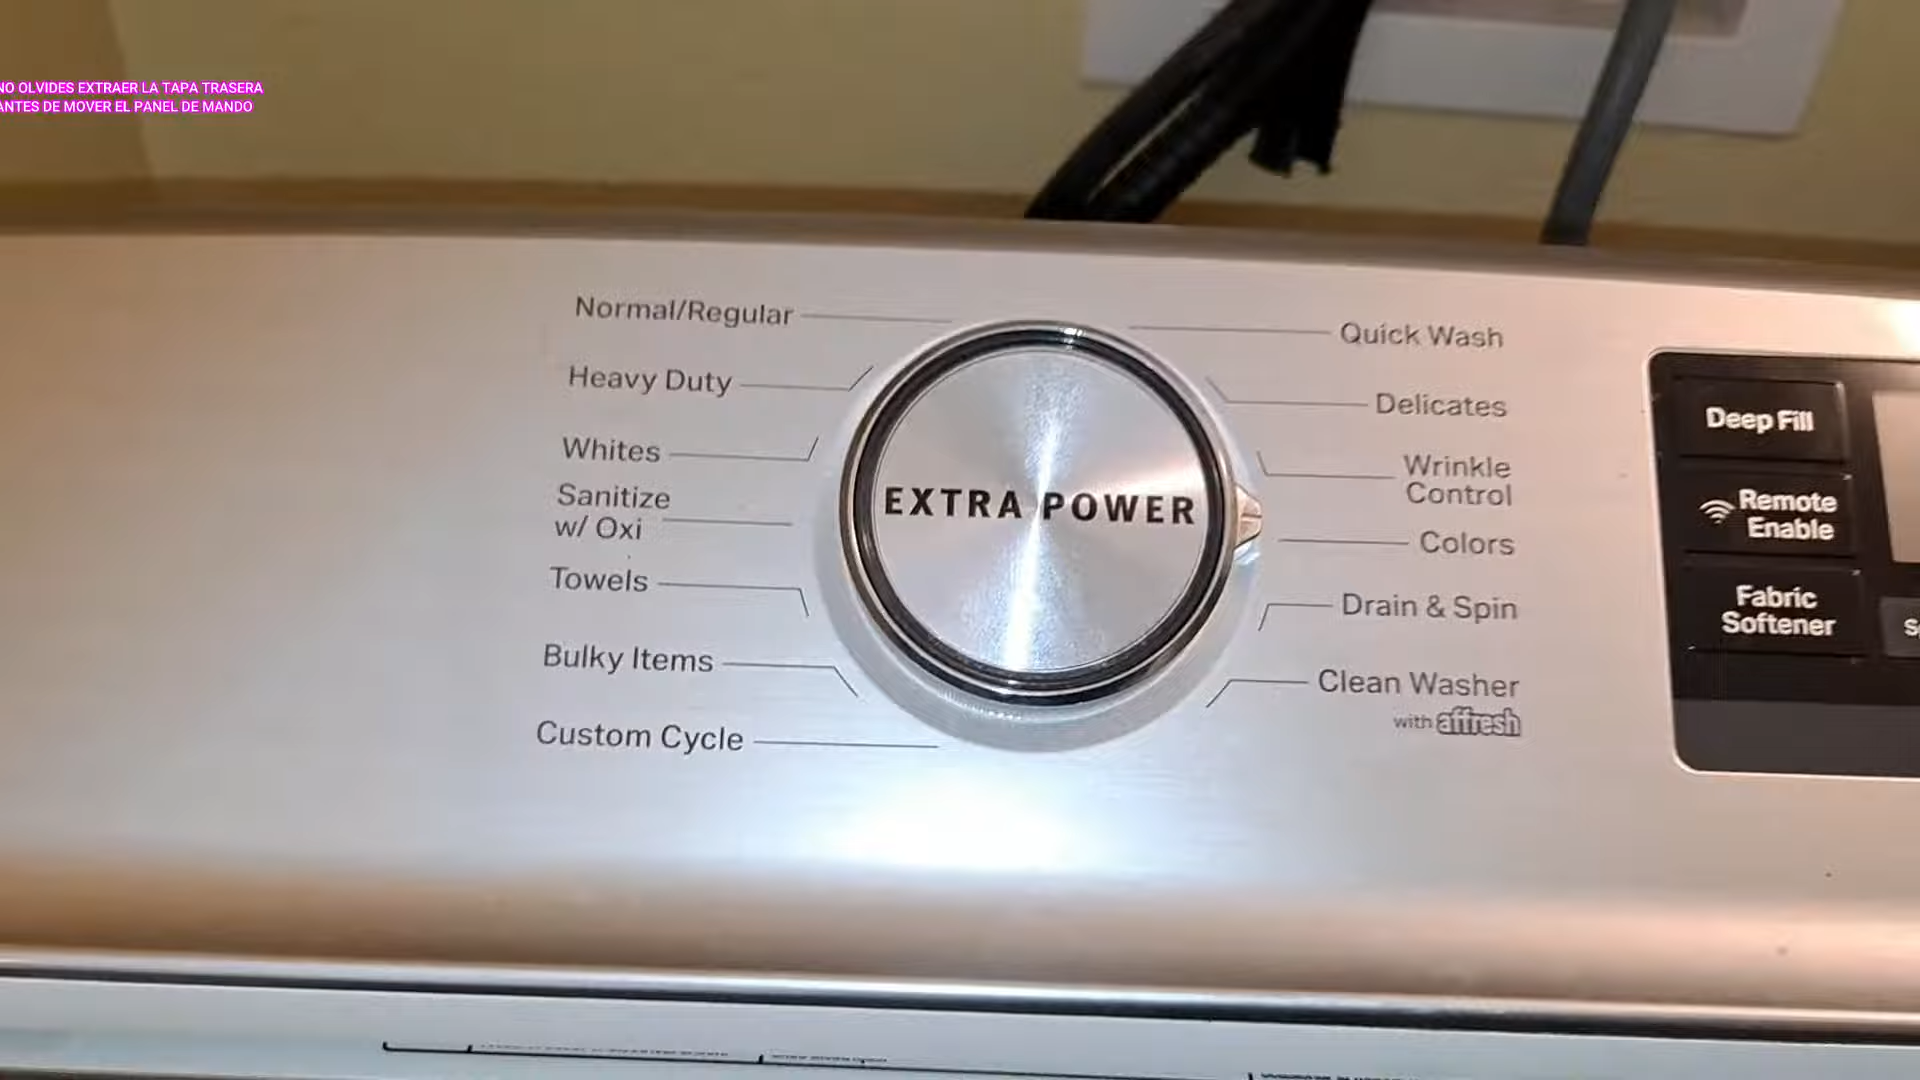 NO OLVIDES EXTRAER LA TAPA TRASERA
ANTES DE MOVER EL PANEL DE MANDO
Normal/Regular
Heavy Duty
Whites
Sanitize
w/ Oxi
Towels
Bulky Items
Custom Cycle
EXTRA POWER
Quick Wash
Delicates
Wrinkle
Control
Colors
Drain & Spin
Clean Washer
with affresh
Deep Fill
Remote
Enable
Fabric
Softener